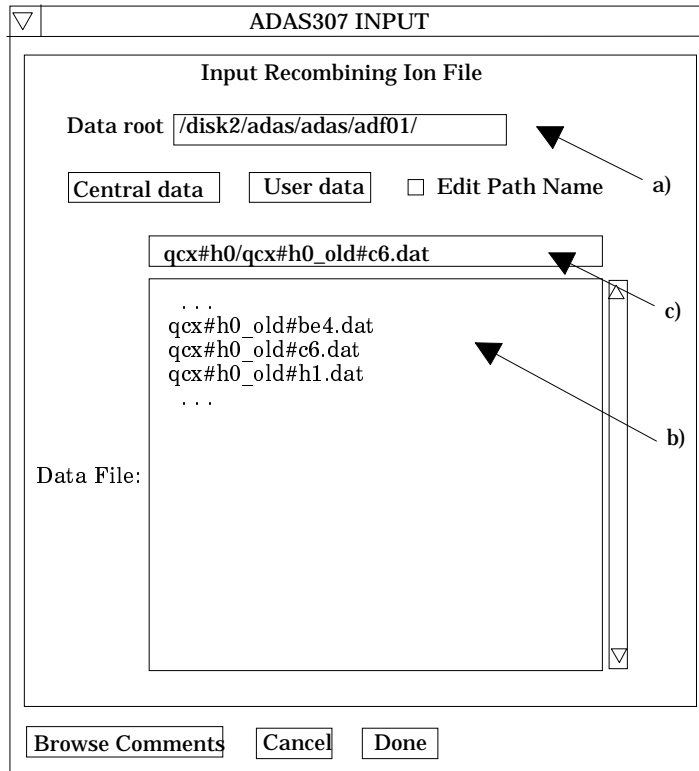 ADAS307 INPUT
Input Recombining Ion File
Data root /disk2/adas/adas/adf01/
Central data User data Edit Path Name a)
qcx#h0/qcx#h0_old#c6.dat
c)
. . .
qcx#h0_old#be4.dat
qcx#h0_old#c6.dat
qcx#h0_old#h1.dat
. . .
b)
Data File:
Browse Comments Cancel Done